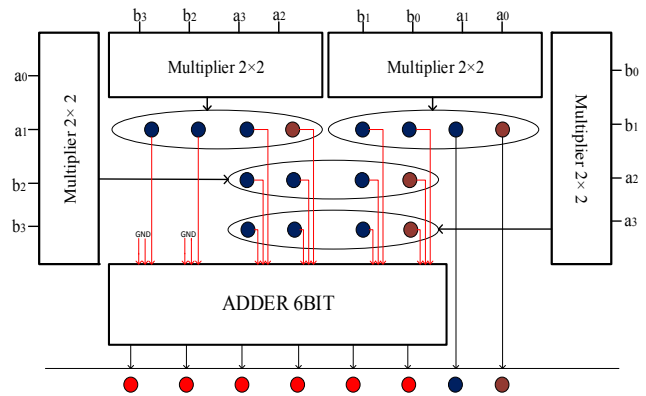 b3 b2 a3 a2 b1 b0 a1 a0
Multiplier 2×2
Multiplier 2×2
a0
a1
b2
b3
Multiplier 2× 2
Multiplier 2× 2
b0
b1
a2
a3
GND
GND
ADDER 6BIT